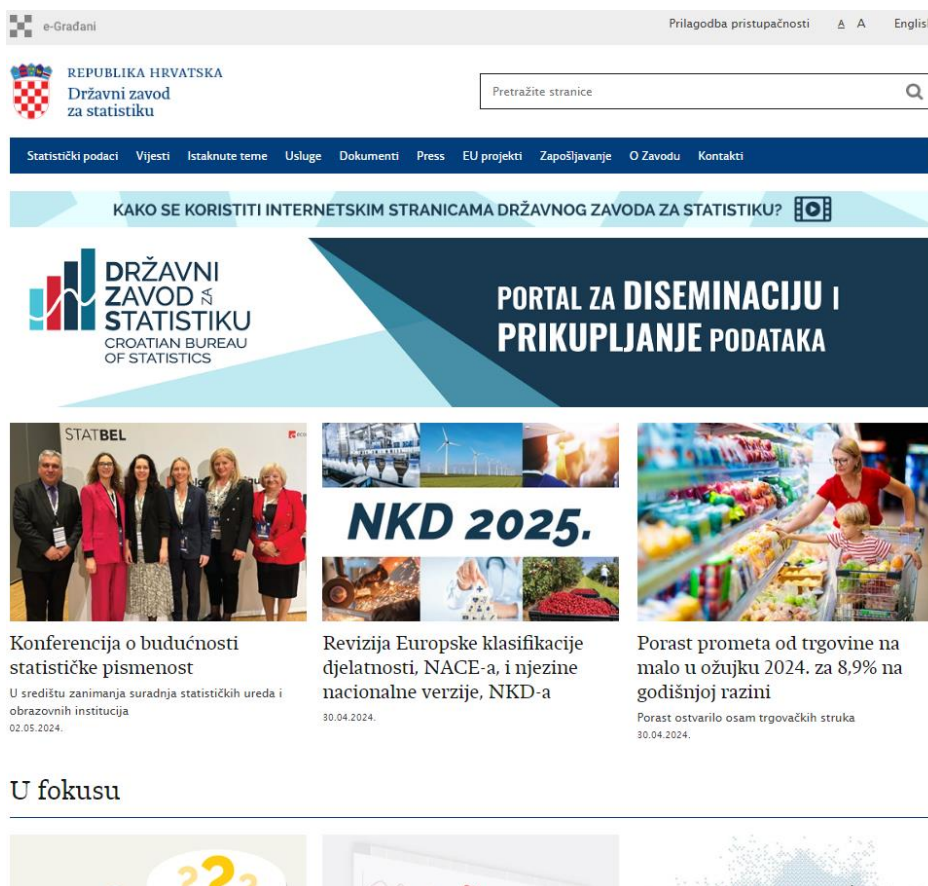 e-Građani
Prilagodba pristupačnosti A A English
REPUBLIKA HRVATSKA
Državni zavod
za statistiku
Pretražite stranice
Statistički podaci Vijesti Istaknute teme Usluge Dokumenti Press EU projekti Zapošljavanje O Zavodu Kontakti
KAKO SE KORISTITI INTERNETSKIM STRANICAMA DRŽAVNOG ZAVODA ZA STATISTIKU?
DRŽAVNI
ZAVOD ZA
STATISTIKU
CROATIAN BUREAU
OF STATISTICS
PORTAL ZA DISEMINACIJU I
PRIKUPLJANJE PODATAKA
STATBEL
NKD 2025.
Konferencija o budućnosti
statističke pismenost
U središtu zanimanja suradnja statističkih ureda i
obrazovnih institucija
02.05.2024.
Revizija Europske klasifikacije
djelatnosti, NACE-a, i njezine
nacionalne verzije, NKD-a
30.04.2024.
Porast prometa od trgovine na
malo u ožujku 2024. za 8,9% na
godišnjoj razini
Porast ostvarilo osam trgovačkih struka
30.04.2024.
U fokusu
???